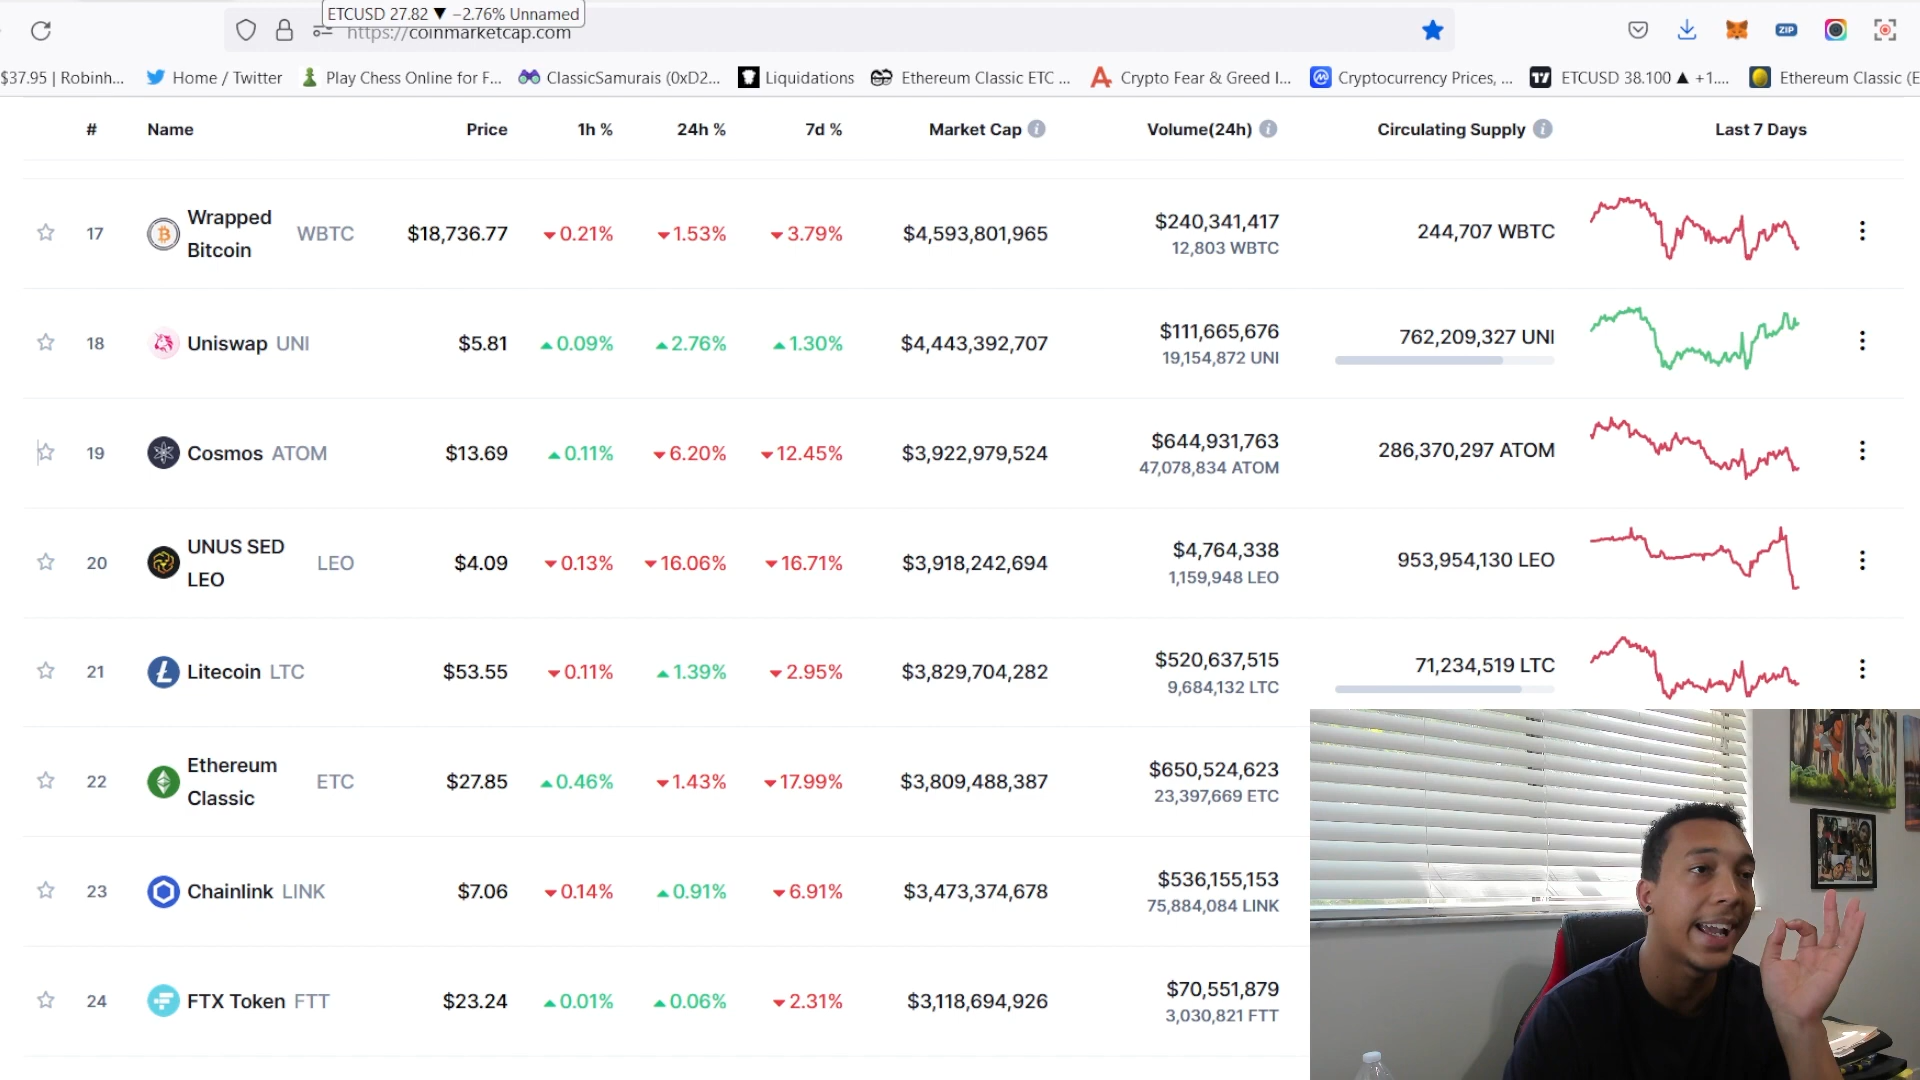 ETCUSD 27.82 ▼ −2.76% Unnamed
https://coinmarketcap.com
ZIP
$37.95 | Robinh...
Home / Twitter
Play Chess Online for F...
ClassicSamurais (0xD2...
Liquidations
Ethereum Classic ETC ...
Crypto Fear & Greed I...
Cryptocurrency Prices, ...
ETCUSD 38.100 ▲ +1....
Ethereum Classic (E
# Name Price 1h % 24h % 7d % Market Cap Volume(24h) Circulating Supply Last 7 Days
17 Wrapped Bitcoin WBTC $18,736.77 0.21% 1.53% 3.79% $4,593,801,965 $240,341,417 244,707 WBTC
12,803 WBTC
18 Uniswap UNI $5.81 0.09% 2.76% 1.30% $4,443,392,707 $111,665,676 762,209,327 UNI
19,154,872 UNI
19 Cosmos ATOM $13.69 0.11% 6.20% 12.45% $3,922,979,524 $644,931,763 286,370,297 ATOM
47,078,834 ATOM
20 UNUS SED LEO LEO $4.09 0.13% 16.06% 16.71% $3,918,242,694 $4,764,338 953,954,130 LEO
1,159,948 LEO
21 Litecoin LTC $53.55 0.11% 1.39% 2.95% $3,829,704,282 $520,637,515 71,234,519 LTC
9,684,132 LTC
22 Ethereum Classic ETC $27.85 0.46% 1.43% 17.99% $3,809,488,387 $650,524,623
23,397,669 ETC
23 Chainlink LINK $7.06 0.14% 0.91% 6.91% $3,473,374,678 $536,155,153
75,884,084 LINK
24 FTX Token FTT $23.24 0.01% 0.06% 2.31% $3,118,694,926 $70,551,879
3,030,821 FTT